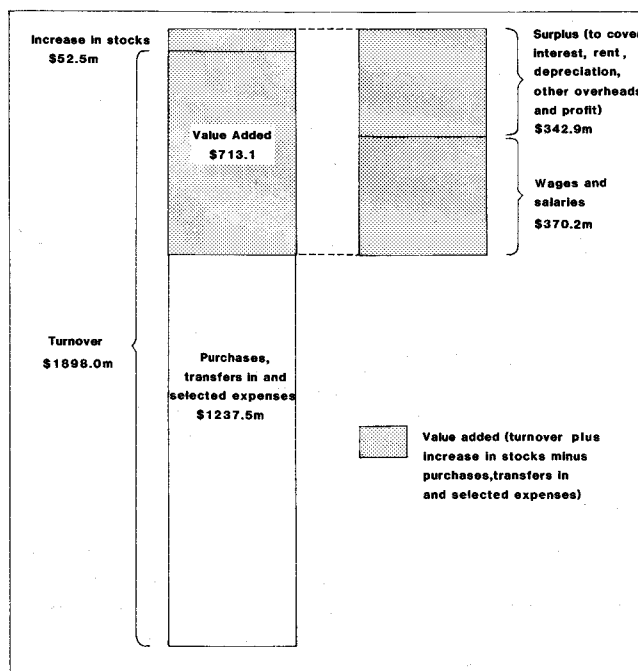 Increase in stocks
$52.5m
Value Added
$713.1
Surplus (to cover
interest, rent,
depreciation,
other overheads
and profit)
$342.9m
Wages and
salaries
$370.2m
Turnover
$1898.0m
Purchases,
transfers in and
selected expenses
$1237.5m
Value added (turnover plus
increase in stocks minus
purchases,transfers in
and selected expenses)